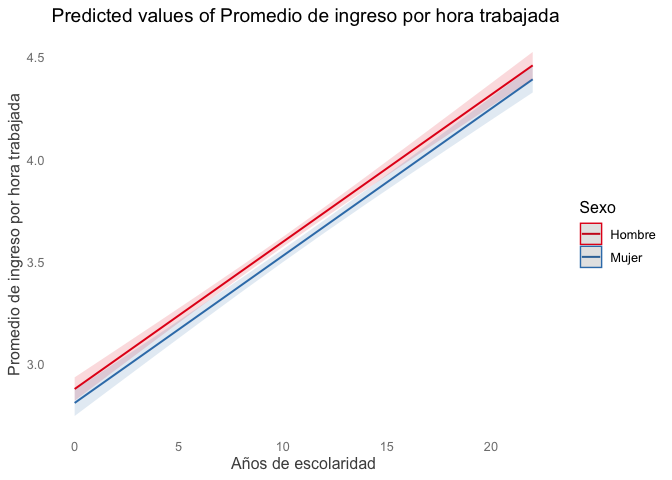 Predicted values of Promedio de ingreso por hora trabajada
Promedio de ingreso por hora trabajada
4.5
4.0
3.5
3.0
0
5
10
15
20
Años de escolaridad
Sexo
Hombre
Mujer